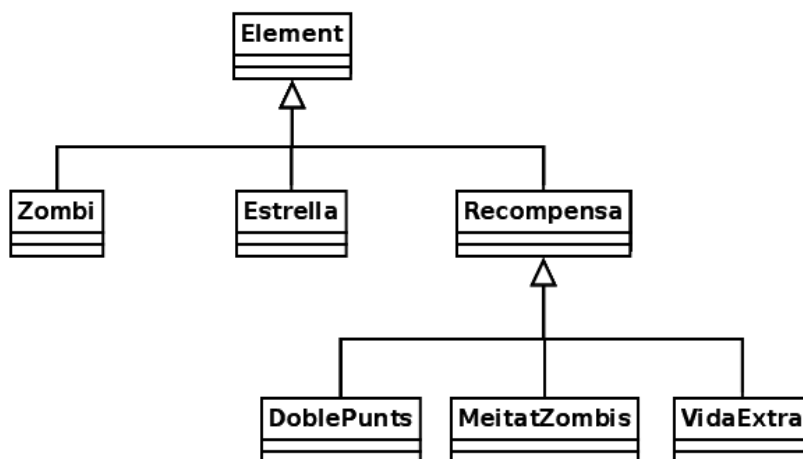 Element
Zombi
Estrella
Recompensa
DoblePunts
MeitatZombis
VidaExtra